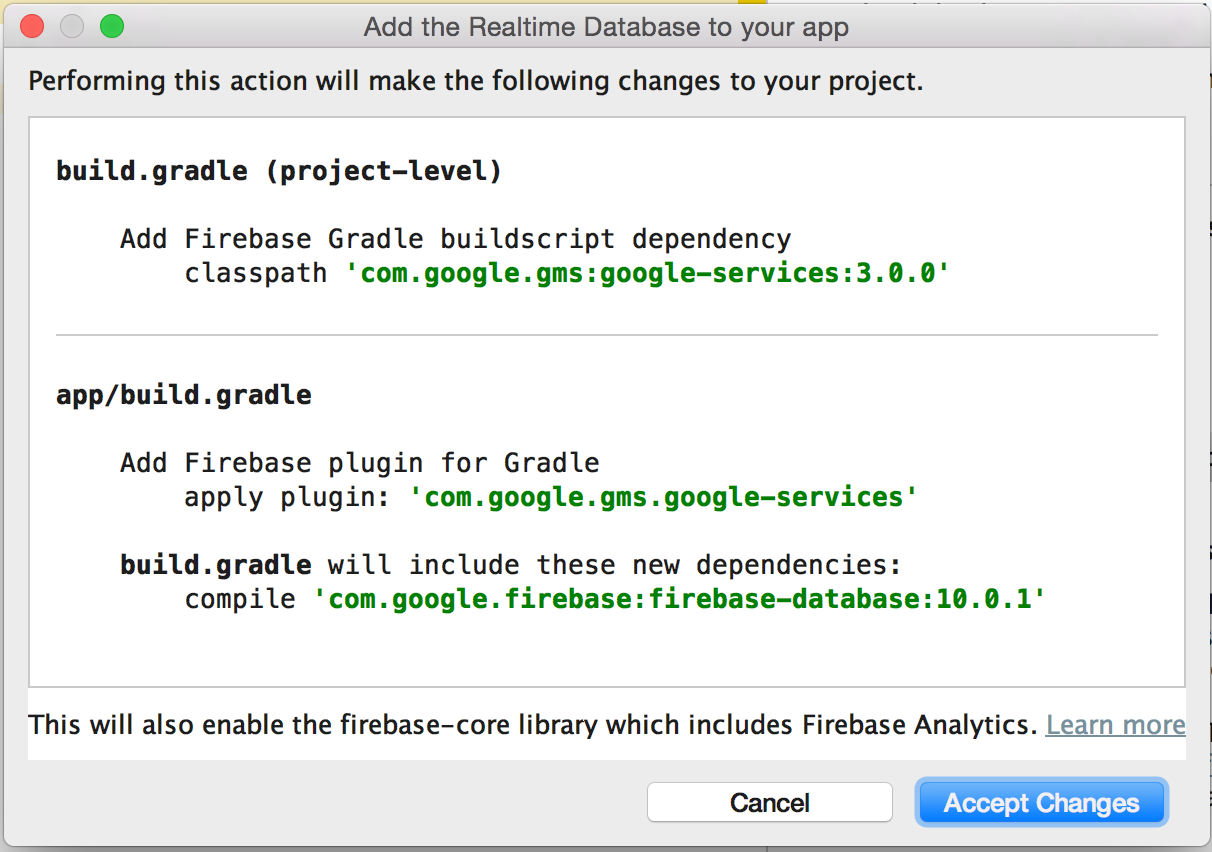 Add the Realtime Database to your app
Performing this action will make the following changes to your project.
build.gradle (project-level)
Add Firebase Gradle buildscript dependency
classpath 'com.google.gms:google-services:3.0.0'
app/build.gradle
Add Firebase plugin for Gradle
apply plugin: 'com.google.gms.google-services'
build.gradle will include these new dependencies:
compile 'com.google.firebase:firebase-database:10.0.1'
This will also enable the firebase-core library which includes Firebase Analytics. Learn more
Cancel Accept Changes